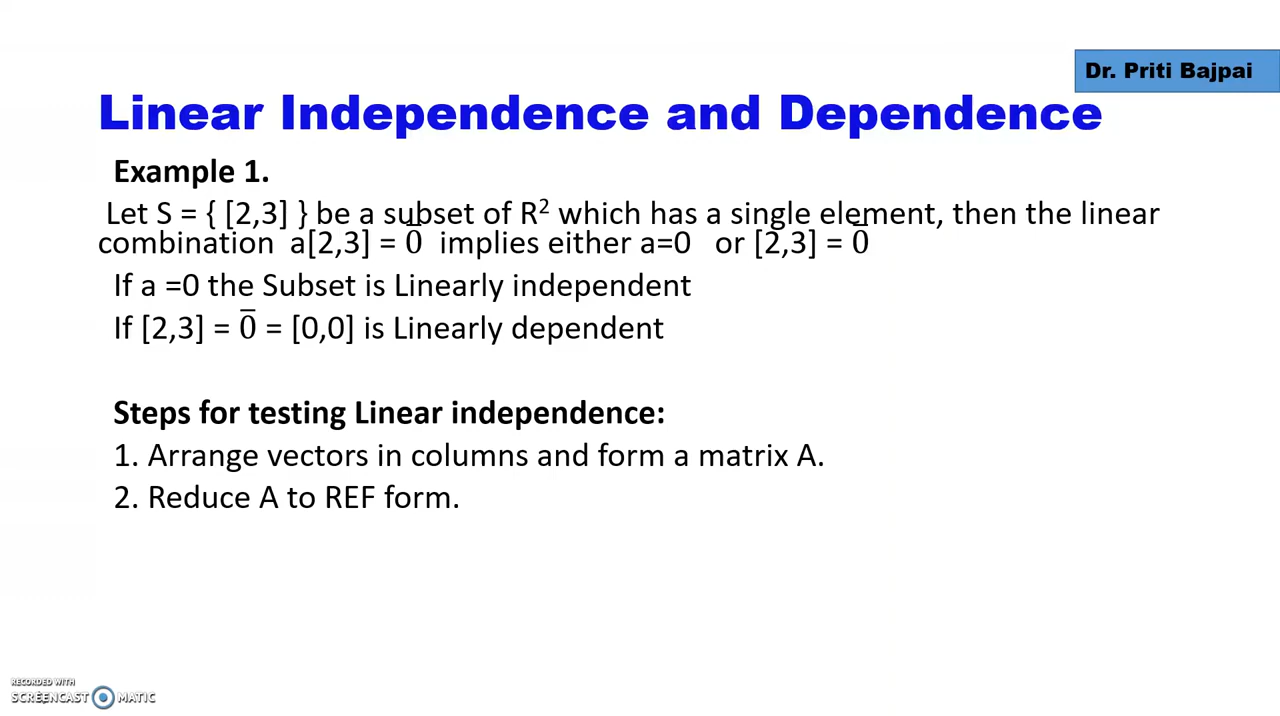 Dr. Priti Bajpai
Linear Independence and Dependence
Example 1.
Let S = { [2,3] } be a subset of R² which has a single element, then the linear
combination a[2,3] = 0̅ implies either a=0 or [2,3] = 0̅
If a =0 the Subset is Linearly independent
If [2,3] = 0̅ = [0,0] is Linearly dependent
Steps for testing Linear independence:
1. Arrange vectors in columns and form a matrix A.
2. Reduce A to REF form.
RECORDED WITH
SCREENCAST MATIC